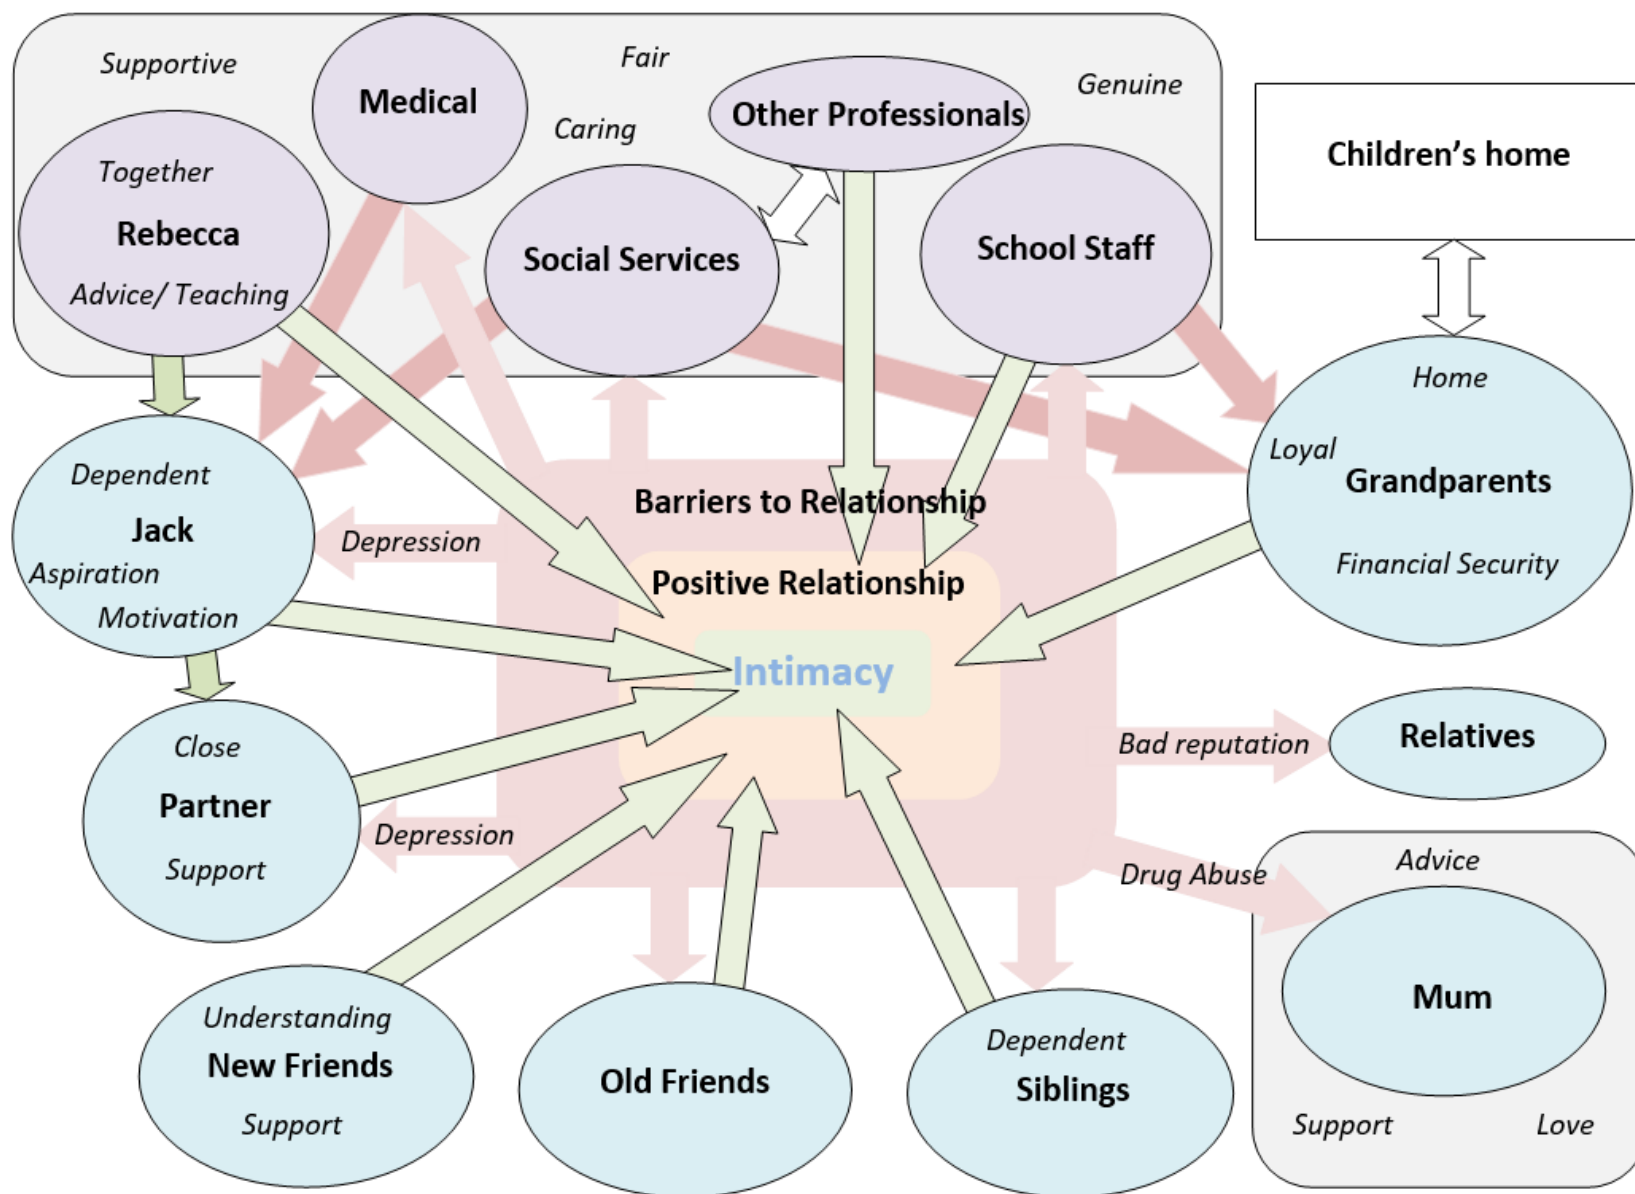 Supportive
Medical
Fair
Other Professionals
Genuine
Caring
Children's home
Together
Rebecca
Advice/ Teaching
Social Services
School Staff
Home
Loyal
Grandparents
Financial Security
Dependent
Jack
Aspiration
Motivation
Depression
Barriers to Relationship
Positive Relationship
Intimacy
Close
Partner
Support
Depression
Bad reputation
Relatives
Drug Abuse
Advice
Mum
Support
Love
Understanding
New Friends
Support
Old Friends
Dependent
Siblings